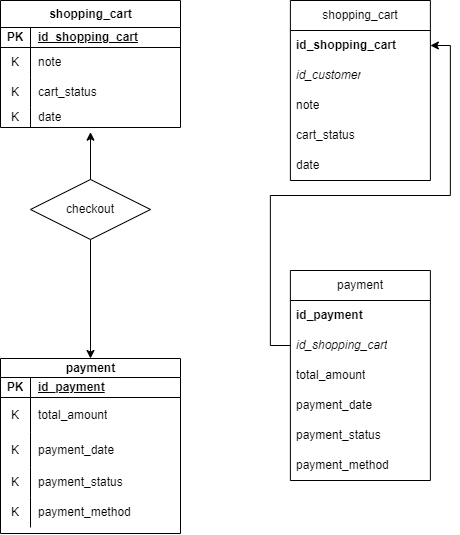 shopping_cart
PK id_shopping_cart
K note
K cart_status
K date
checkout
payment
PK id_payment
K total_amount
K payment_date
K payment_status
K payment_method
shopping_cart
id_shopping_cart
id_customer
note
cart_status
date
payment
id_payment
id_shopping_cart
total_amount
payment_date
payment_status
payment_method